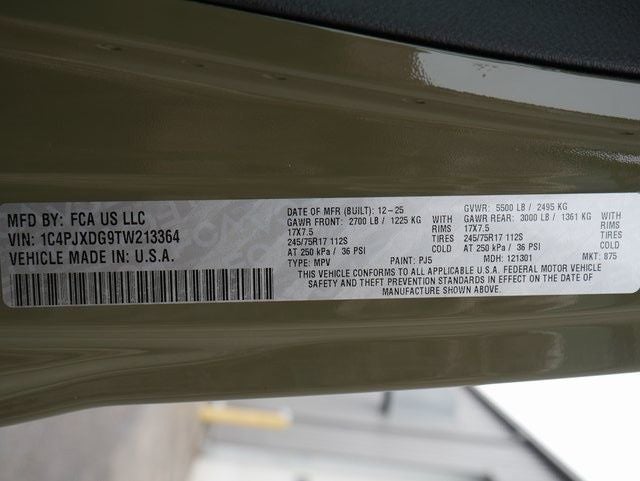 MFD BY: FCA US LLC
VIN: 1C4PJXDG9TW213364
VEHICLE MADE IN: U.S.A.
DATE OF MFR (BUILT): 12-25
GAWR FRONT: 2700 LB/ 1225 KG WITH
17X7.5 RIMS
245/75R17 112S TIRES
AT 250 kPa / 36 PSI COLD
TYPE: MPV PAINT: PJ5
GVWR: 5500 LB / 2495 KG
GAWR REAR: 3000 LB / 1361 KG WITH
17X7.5 RIMS
245/75R17 112S TIRES
AT 250 kPa / 36 PSI COLD
MDH: 121301 MKT: 875
THIS VEHICLE CONFORMS TO ALL APPLICABLE U.S.A. FEDERAL MOTOR VEHICLE
SAFETY AND THEFT PREVENTION STANDARDS IN EFFECT ON THE DATE OF
MANUFACTURE SHOWN ABOVE.